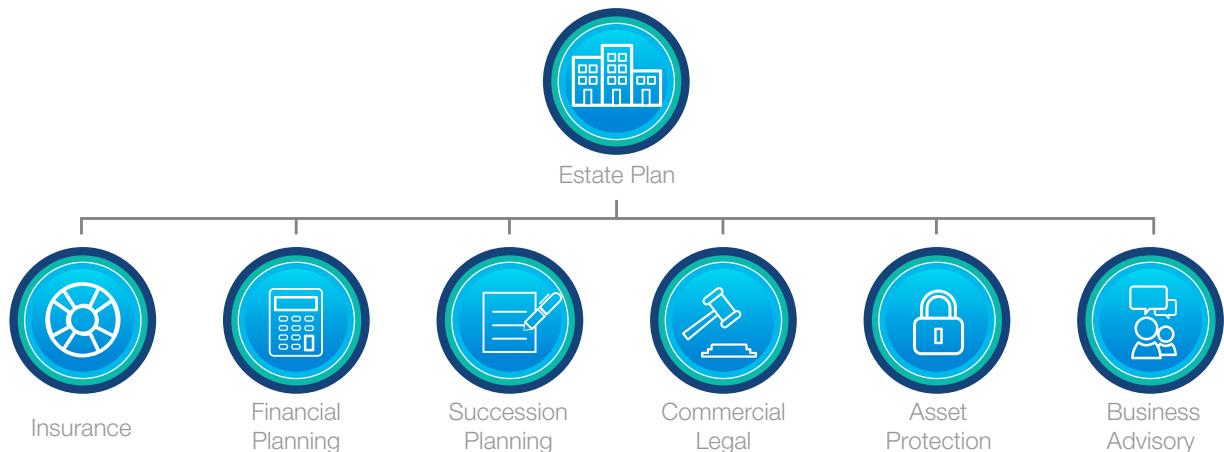 Estate Plan
Insurance
Financial
Planning
Succession
Planning
Commercial
Legal
Asset
Protection
Business
Advisory